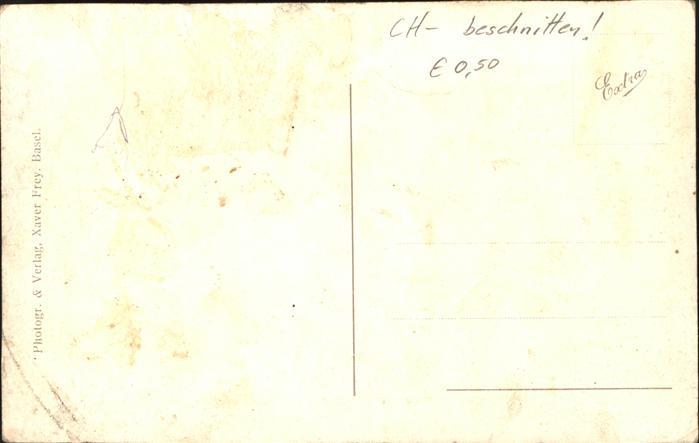 CH- beschnitten!
€ 0,50
Extra
Photogr. & Verlag, Xaver Frey, Basel.